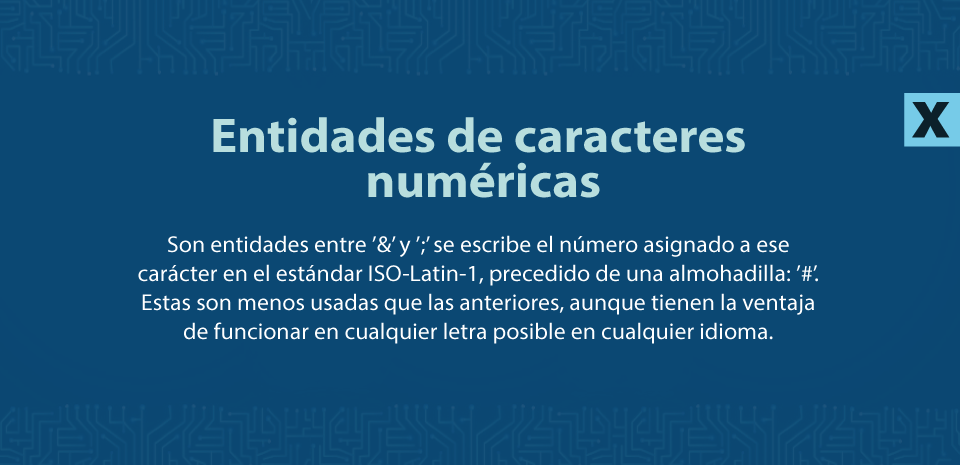 Entidades de caracteres
numéricas
X
Son entidades entre ’&’ y ’;’ se escribe el número asignado a ese
carácter en el estándar ISO-Latin-1, precedido de una almohadilla: ’#’.
Estas son menos usadas que las anteriores, aunque tienen la ventaja
de funcionar en cualquier letra posible en cualquier idioma.